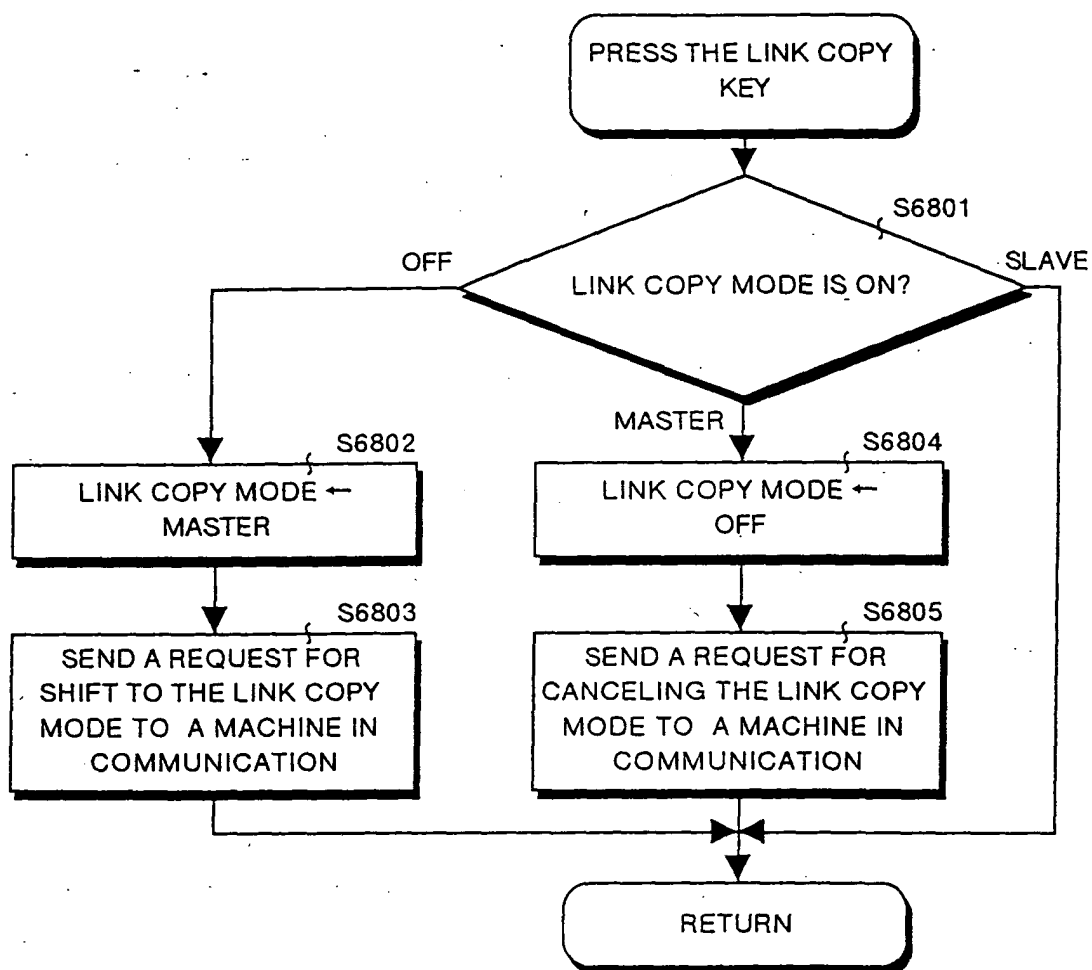 PRESS THE LINK COPY
KEY
S6801
OFF
SLAVE
LINK COPY MODE IS ON?
MASTER
S6802
LINK COPY MODE ←
MASTER
S6804
LINK COPY MODE ←
OFF
S6803
SEND A REQUEST FOR
SHIFT TO THE LINK COPY
MODE TO A MACHINE IN
COMMUNICATION
S6805
SEND A REQUEST FOR
CANCELING THE LINK COPY
MODE TO A MACHINE IN
COMMUNICATION
RETURN